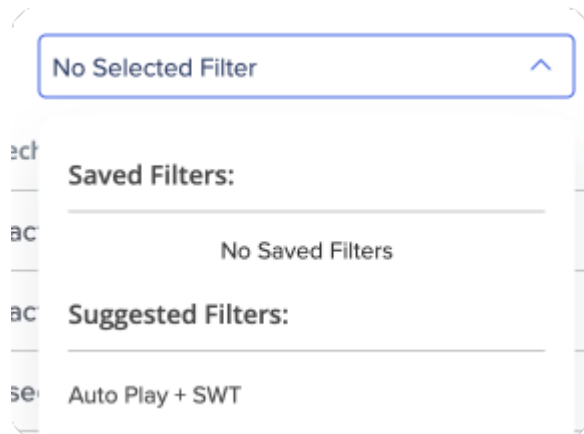 No Selected Filter
Saved Filters:
No Saved Filters
Suggested Filters:
Auto Play + SWT